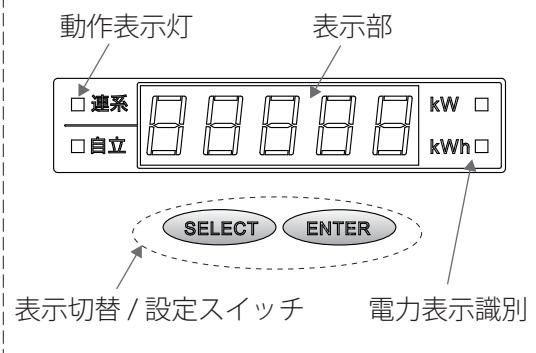 動作表示灯 表示部
連系 88888 kW
自立 kWh
SELECT ENTER
表示切替 / 設定スイッチ 電力表示識別